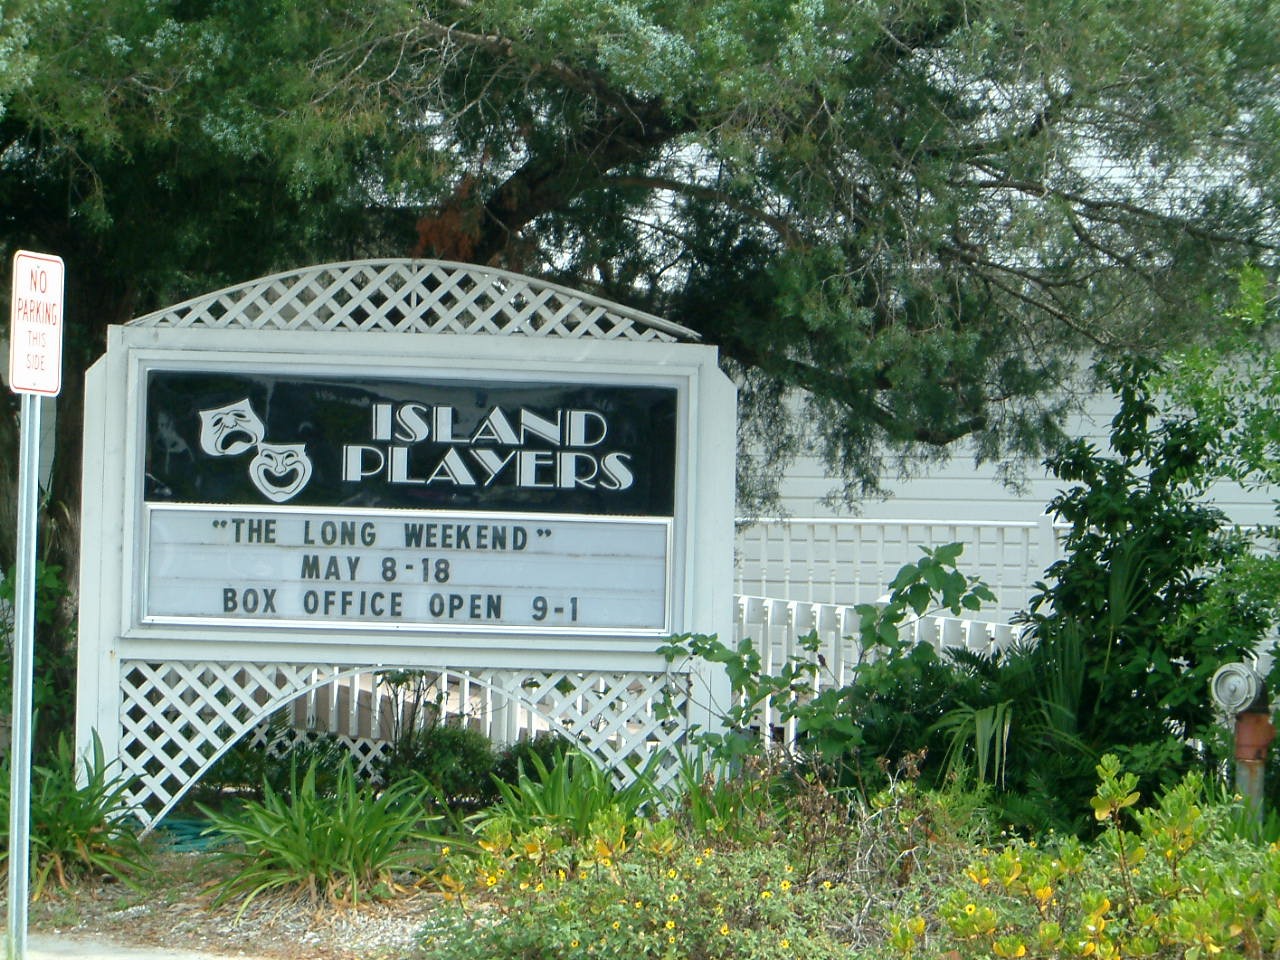 NO
PARKING
THIS
SIDE
ISLAND
PLAYERS
"THE LONG WEEKEND"
MAY 8-18
BOX OFFICE OPEN 9-1